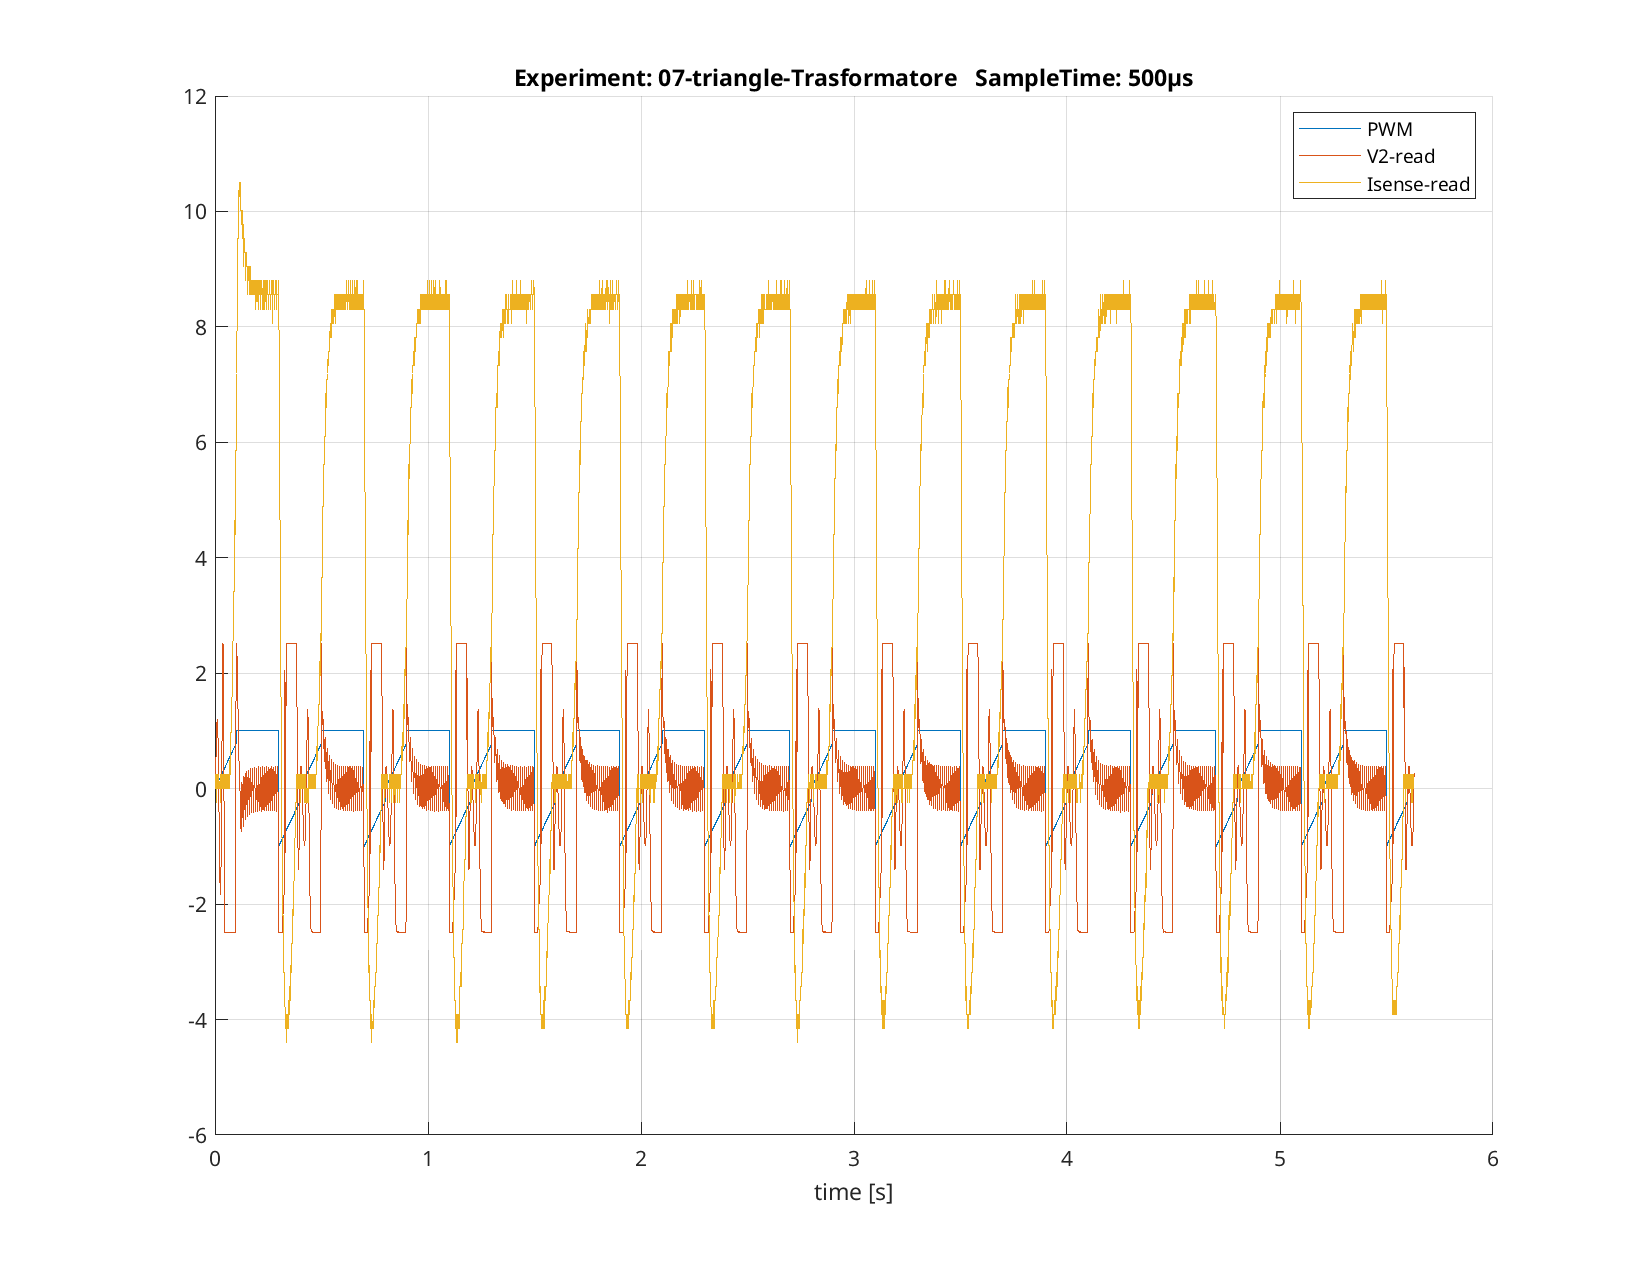 Experiment: 07-triangle-Trasformatore   SampleTime: 500μs
12
10
8
6
4
2
0
-2
-4
-6
PWM
V2-read
Isense-read
0 1 2 3 4 5 6
time [s]